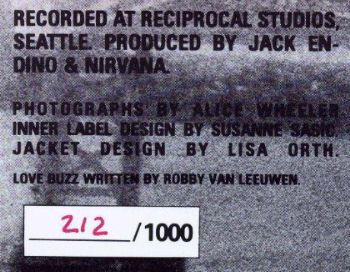 RECORDED AT RECIPROCAL STUDIOS,
SEATTLE. PRODUCED BY JACK EN-
DINO & NIRVANA.
PHOTOGRAPHS BY ALICE WHEELER
INNER LABEL DESIGN BY SUSANNE SASIC.
JACKET DESIGN BY LISA ORTH.
LOVE BUZZ WRITTEN BY ROBBY VAN LEEUWEN.
212/1000